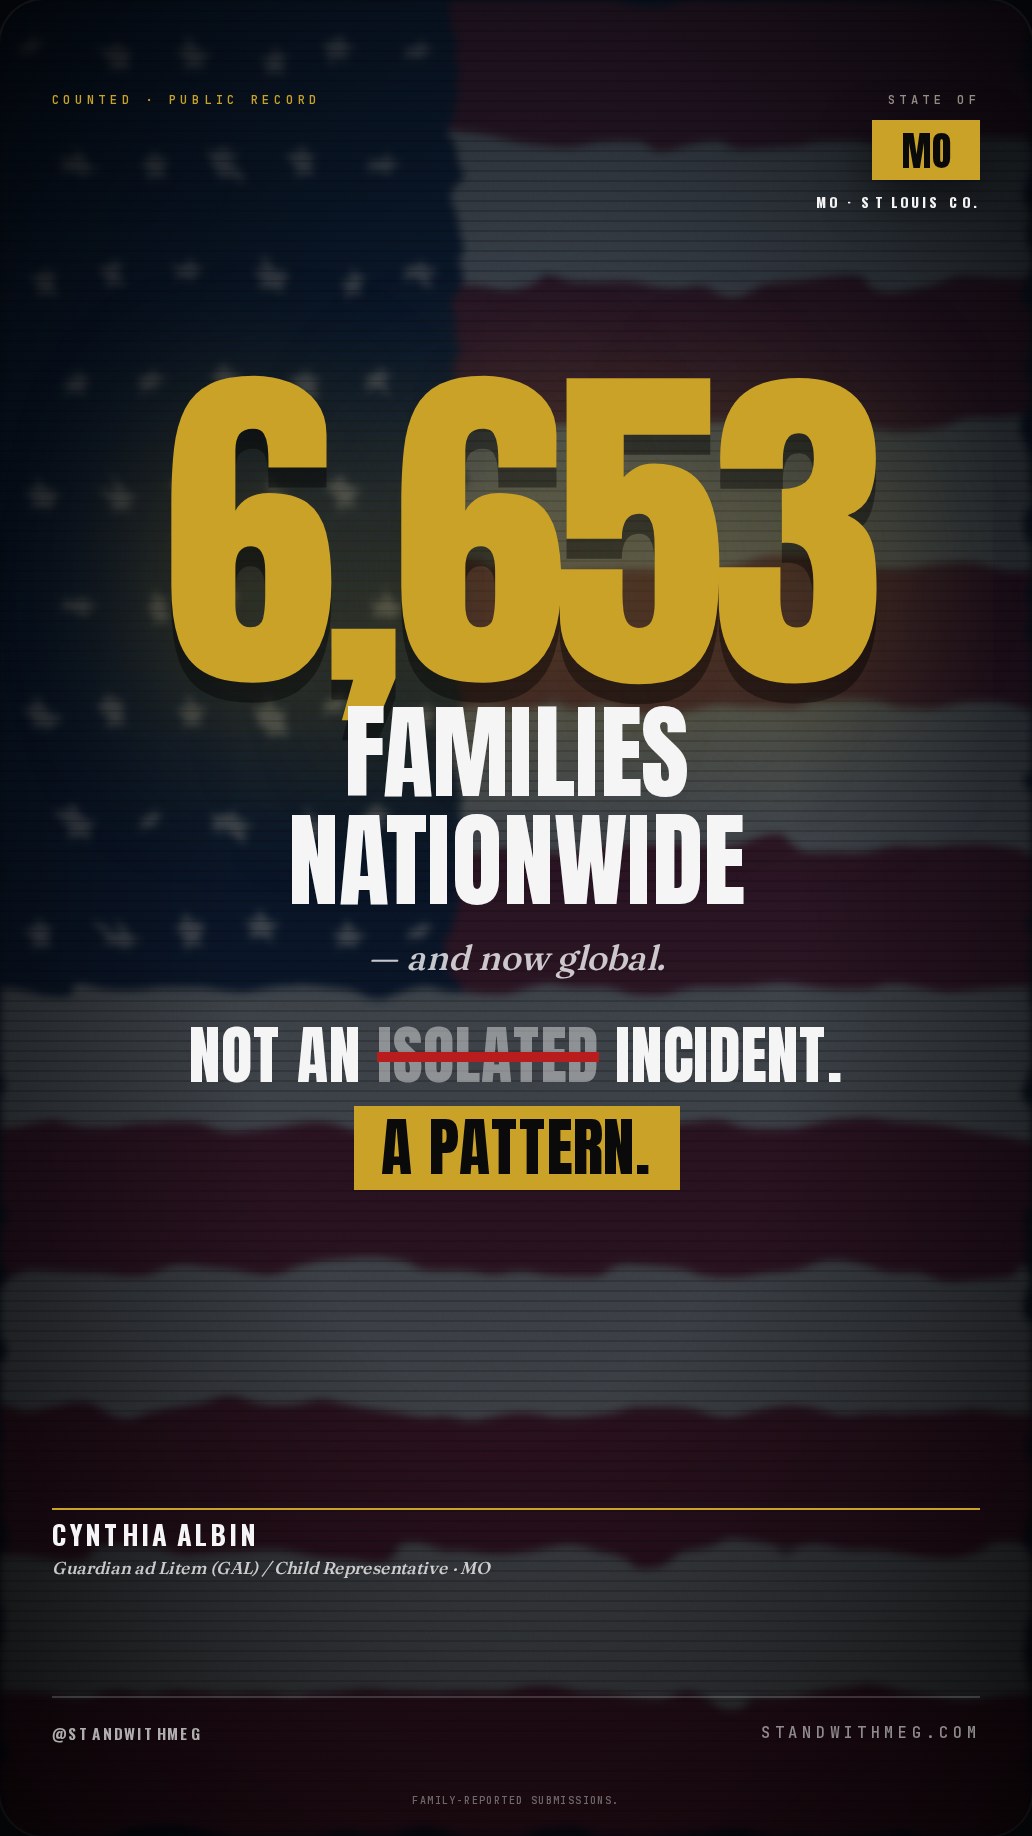 COUNTED · PUBLIC RECORD
STATE OF
MO
MO · ST LOUIS CO.
6,653
FAMILIES
NATIONWIDE
— and now global.
NOT AN ISOLATED INCIDENT.
A PATTERN.
CYNTHIA ALBIN
Guardian ad Litem (GAL) / Child Representative · MO
@STANDWITHMEG
STANDWITHMEG.COM
FAMILY-REPORTED SUBMISSIONS.